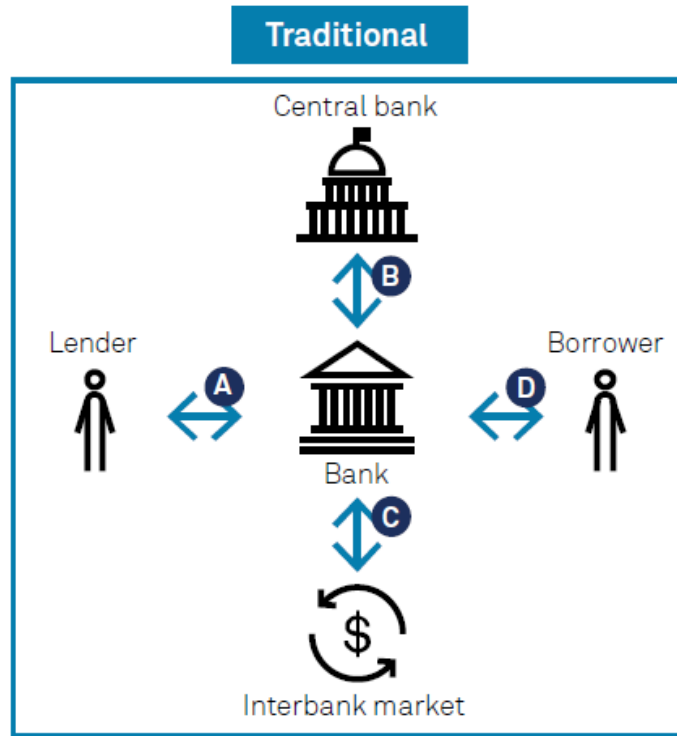 Traditional
Central bank
B
Lender
Borrower
A
D
Bank
C
$
Interbank market